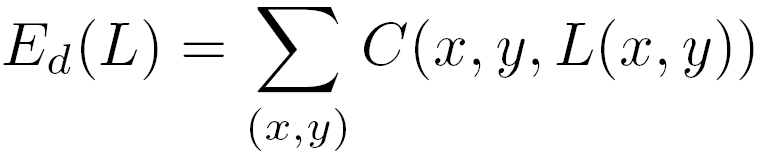 E_d(L) = \sum_{(x,y)} C(x, y, L(x, y))